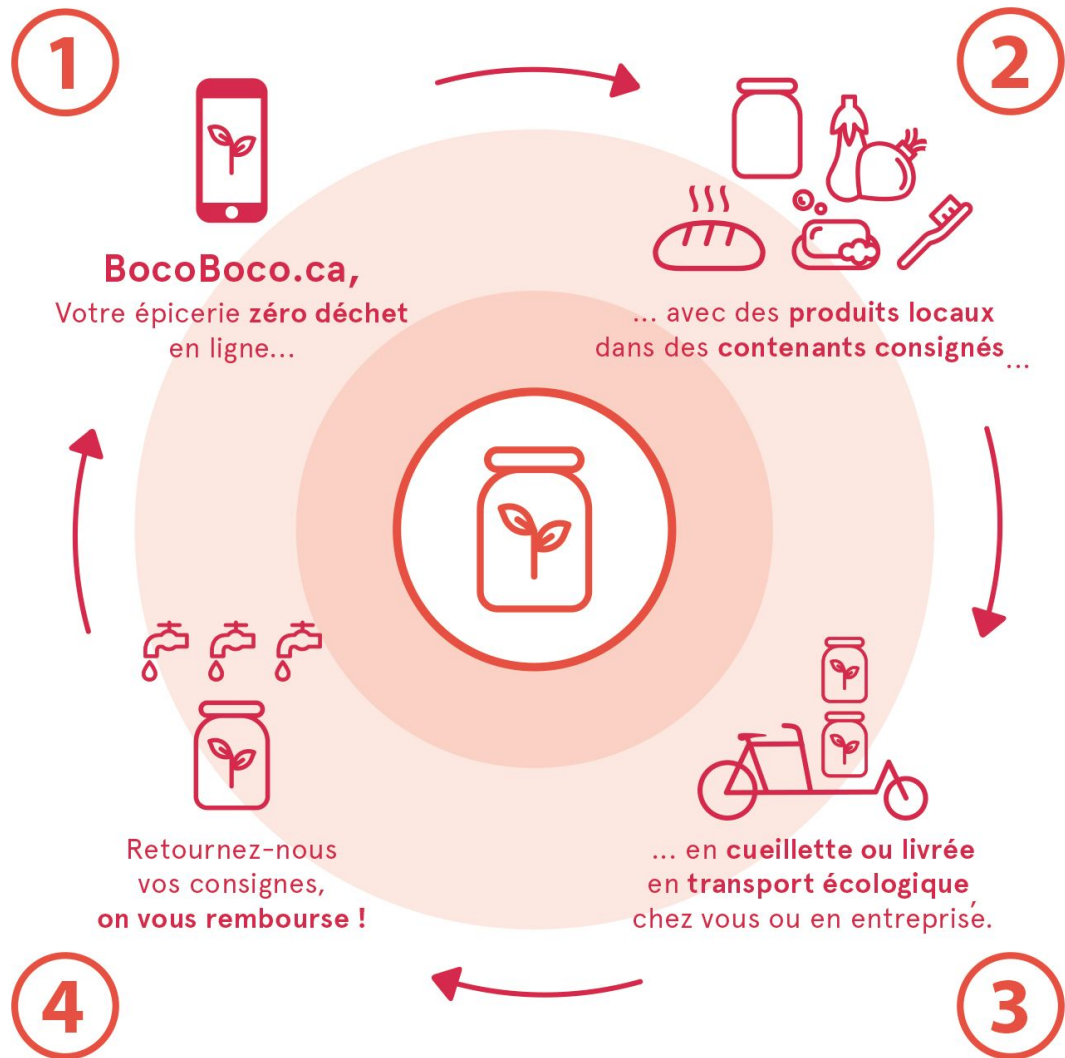 1
BocoBoco.ca,
Votre épicerie zéro déchet
en ligne...
2
... avec des produits locaux
dans des contenants consignés...
3
... en cueillette ou livrée
en transport écologique
chez vous ou en entreprisé.
4
Retournez-nous
vos consignes,
on vous rembourse !